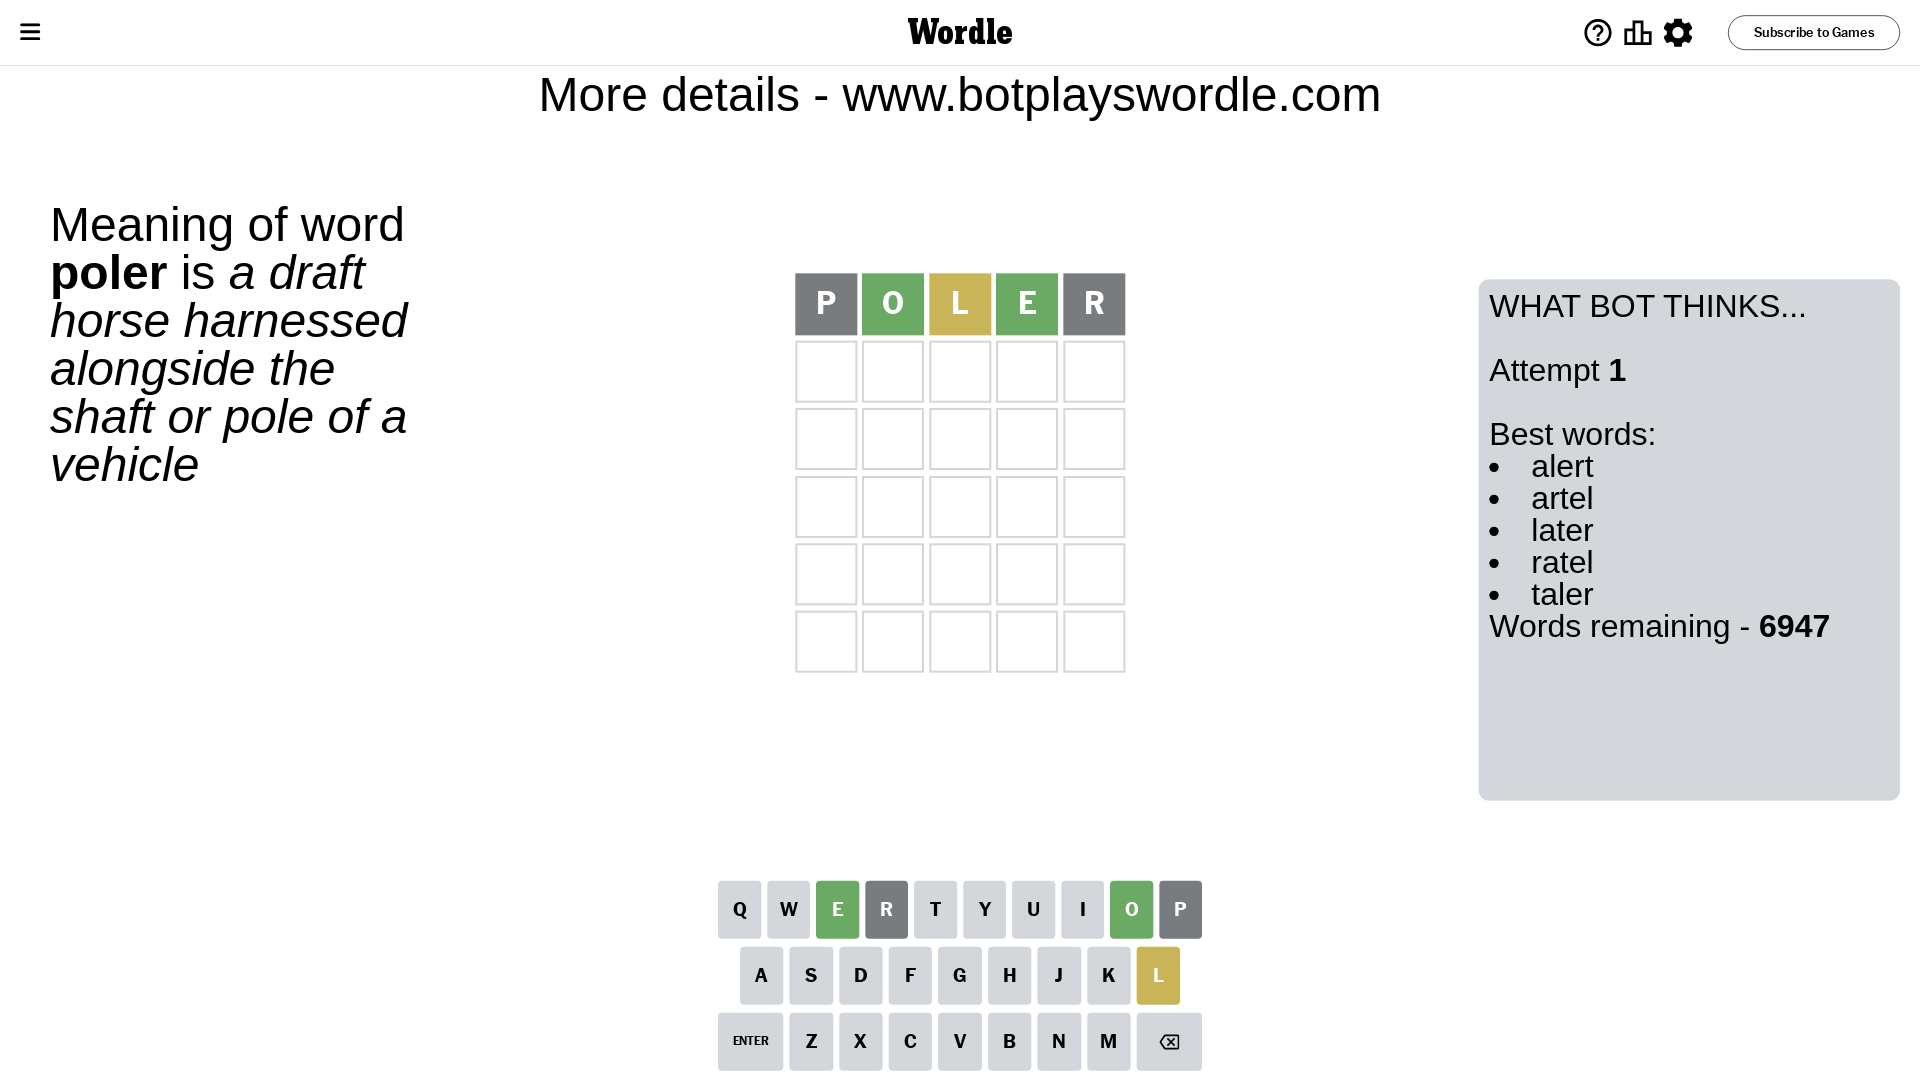 Wordle
Subscribe to Games
More details - www.botplayswordle.com
Meaning of word
poler is a draft
horse harnessed
alongside the
shaft or pole of a
vehicle
P O L E R
WHAT BOT THINKS...
Attempt 1
Best words:
• alert
• artel
• later
• ratel
• taler
Words remaining - 6947
Q W E R T Y U I O P
A S D F G H J K L
ENTER Z X C V B N M